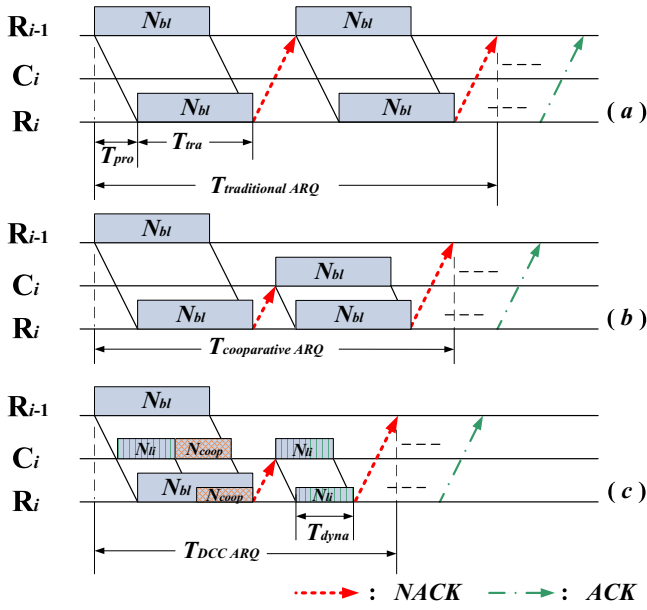 Ri-1 Nbl Nbl
Ci
Ri Nbl Nbl (a)
Tpro Ttra
Ttraditional ARQ
Ri-1 Nbl
Ci Nbl
Ri Nbl Nbl (b)
Tcooparative ARQ
Ri-1 Nbl
Ci Nli Ncoop Nli
Ri Nbl Ncoop Nli (c)
Tdyna
TDCC ARQ
: NACK : ACK